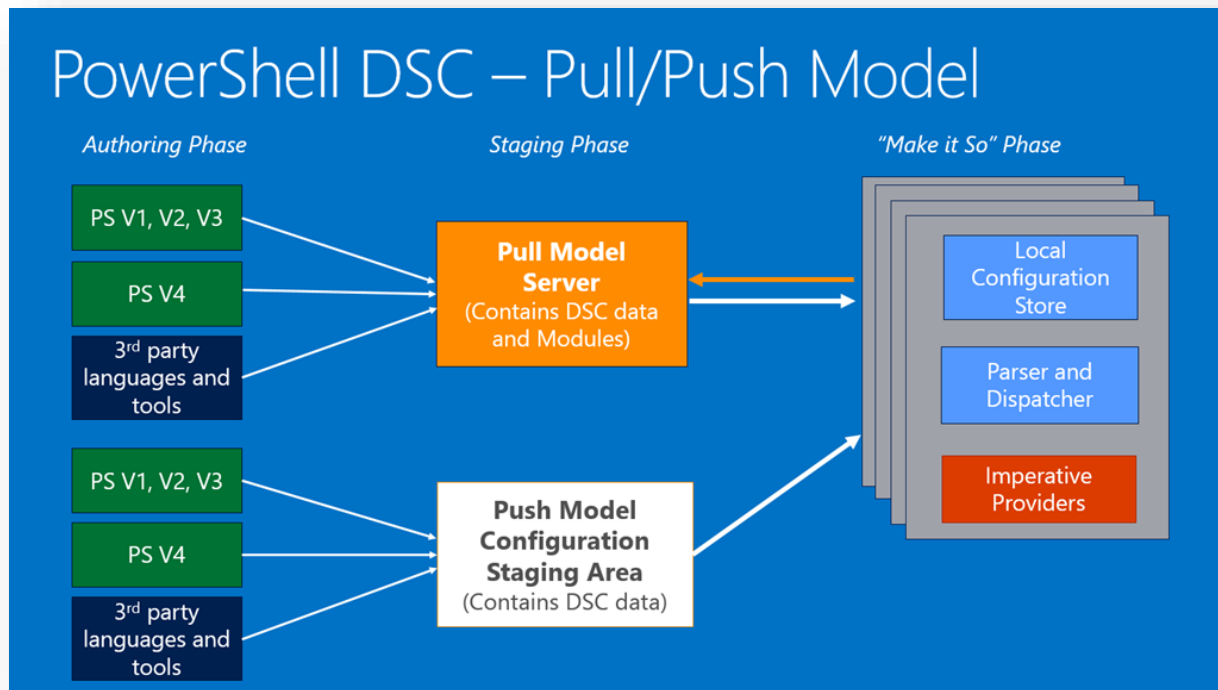 PowerShell DSC – Pull/Push Model
Authoring Phase
Staging Phase
“Make it So” Phase
PS V1, V2, V3
PS V4
3rd party
languages and
tools
Pull Model
Server
(Contains DSC data
and Modules)
Local
Configuration
Store
Parser and
Dispatcher
Imperative
Providers
PS V1, V2, V3
PS V4
3rd party
languages and
tools
Push Model
Configuration
Staging Area
(Contains DSC data)